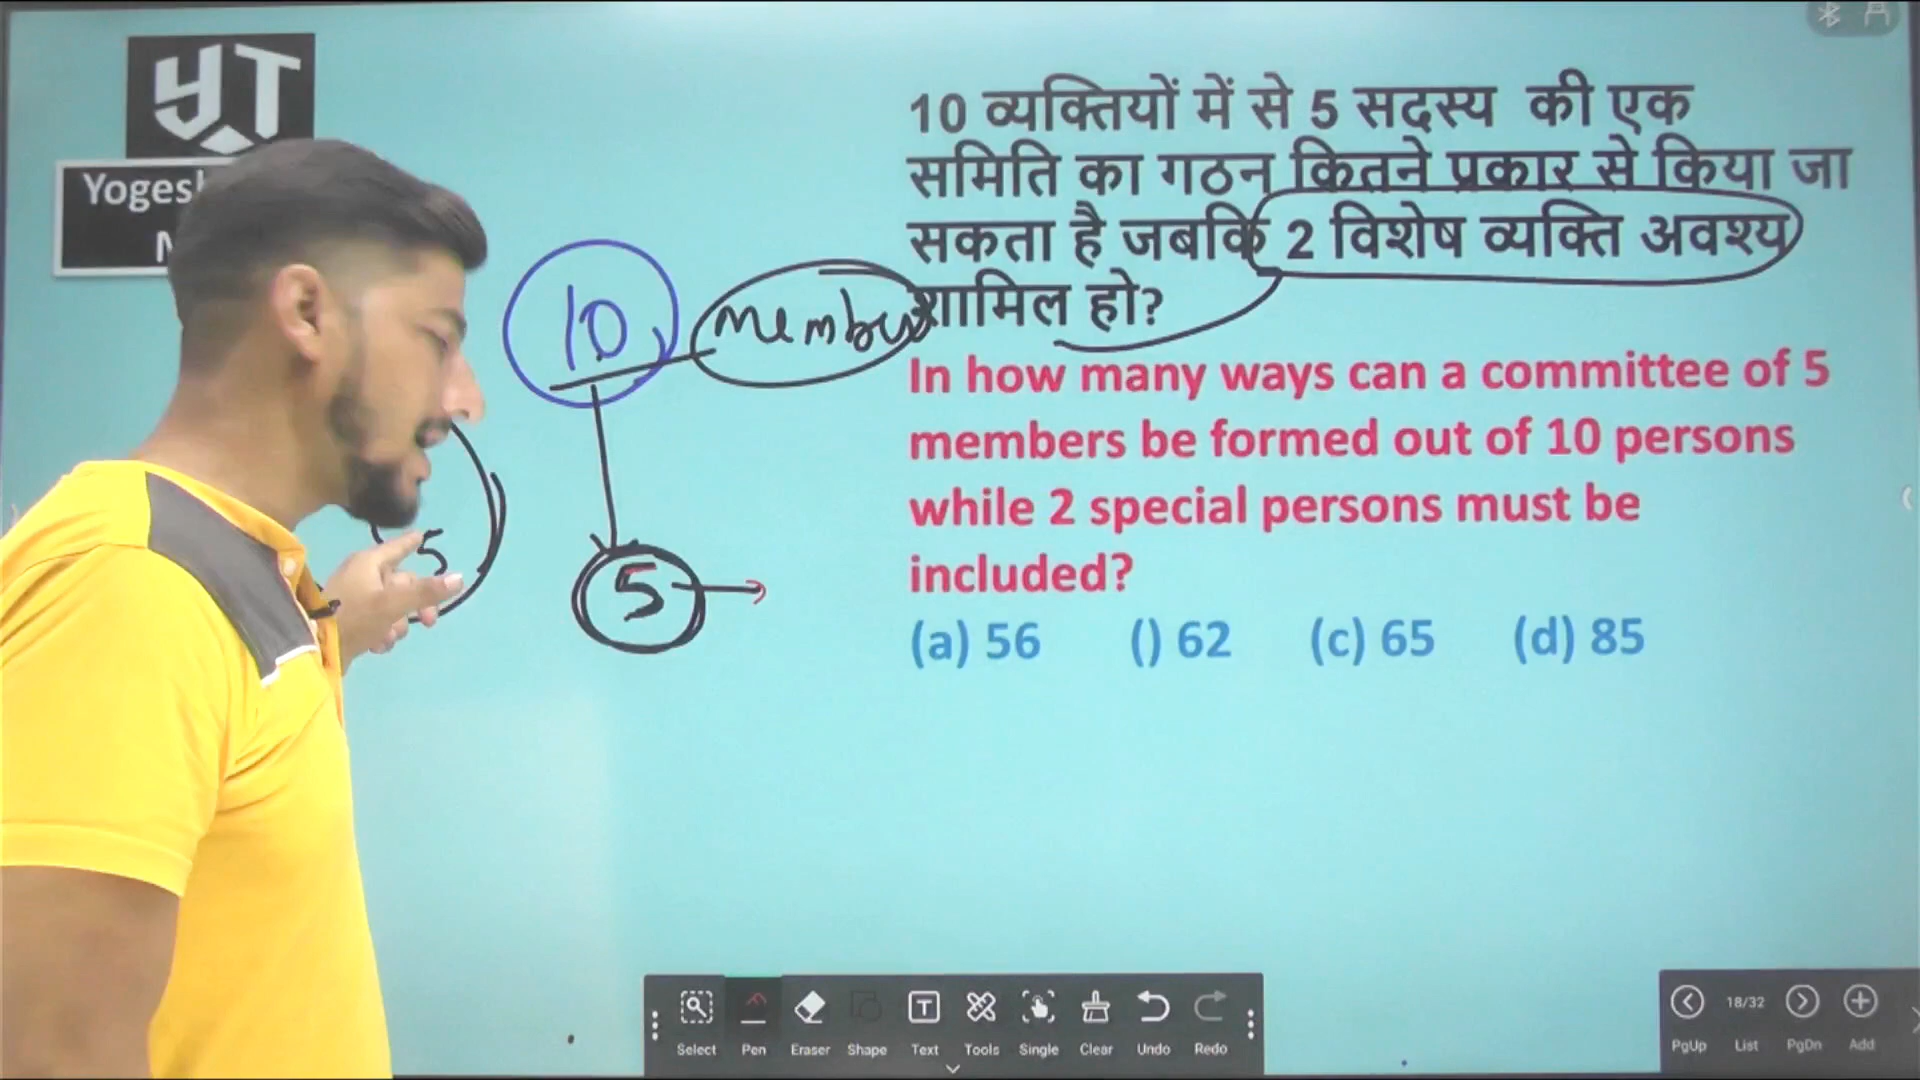 YT
Yogesh
10 व्यक्तियों में से 5 सदस्य की एक
समिति का गठन कितने प्रकार से किया जा
सकता है जबकि 2 विशेष व्यक्ति अवश्य
शामिल हो?
In how many ways can a committee of 5
members be formed out of 10 persons
while 2 special persons must be
included?
(a) 56 () 62 (c) 65 (d) 85
10
5
5
Select Pen Eraser Shape Text Tools Single Clear Undo Redo
18/32
PgUp List PgDn Add